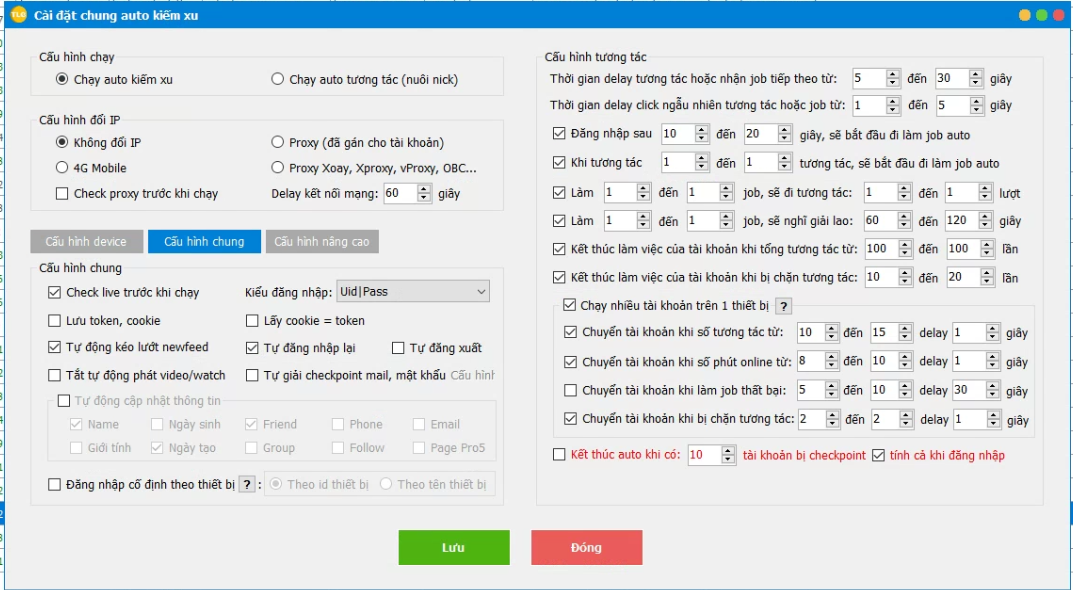 TLO Cài đặt chung auto kiếm xu
Cấu hình chạy
Chạy auto kiếm xu Chạy auto tương tác (nuôi nick)
Cấu hình đổi IP
Không đổi IP Proxy (đã gán cho tài khoản)
4G Mobile Proxy Xoay, Xproxy, vProxy, OBC...
Check proxy trước khi chạy Delay kết nối mạng: 60 giây
Cấu hình device Cấu hình chung Cấu hình nâng cao
Cấu hình chung
Check live trước khi chạy Kiểu đăng nhập: Uid|Pass
Lưu token, cookie Lấy cookie = token
Tự động kéo lướt newfeed Tự đăng nhập lại Tự đăng xuất
Tắt tự động phát video/watch Tự giải checkpoint mail, mật khẩu Cấu hình
Tự động cập nhật thông tin
Name Ngày sinh Friend Phone Email
Giới tính Ngày tạo Group Follow Page Pro5
Đăng nhập cố định theo thiết bị ? : Theo id thiết bị Theo tên thiết bị
Cấu hình tương tác
Thời gian delay tương tác hoặc nhận job tiếp theo từ: 5 đến 30 giây
Thời gian delay click ngẫu nhiên tương tác hoặc job từ: 1 đến 5 giây
Đăng nhập sau 10 đến 20 giây, sẽ bắt đầu đi làm job auto
Khi tương tác 1 đến 1 tương tác, sẽ bắt đầu đi làm job auto
Làm 1 đến 1 job, sẽ đi tương tác: 1 đến 1 lượt
Làm 1 đến 1 job, sẽ nghĩ giải lao: 60 đến 120 giây
Kết thúc làm việc của tài khoản khi tổng tương tác từ: 100 đến 100 lần
Kết thúc làm việc của tài khoản khi bị chặn tương tác: 10 đến 20 lần
Chạy nhiều tài khoản trên 1 thiết bị ?
Chuyển tài khoản khi số tương tác từ: 10 đến 15 delay 1 giây
Chuyển tài khoản khi số phút online từ: 8 đến 10 delay 1 giây
Chuyển tài khoản khi làm job thất bại: 5 đến 10 delay 30 giây
Chuyển tài khoản khi bị chặn tương tác: 2 đến 2 delay 1 giây
Kết thúc auto khi có: 10 tài khoản bị checkpoint tính cả khi đăng nhập
Lưu Đóng